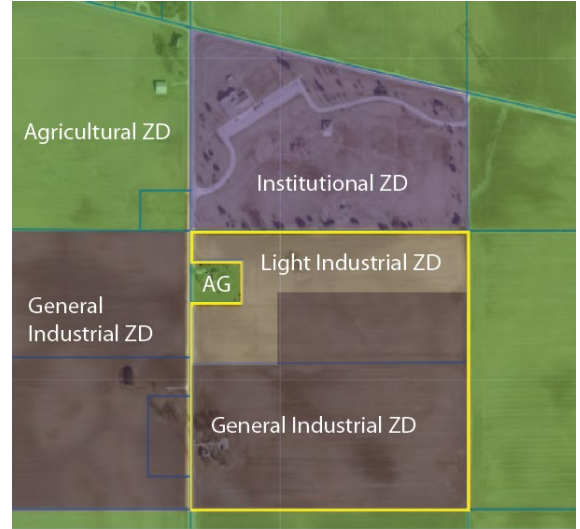 Agricultural ZD
Institutional ZD
Light Industrial ZD
AG
General
Industrial ZD
General Industrial ZD